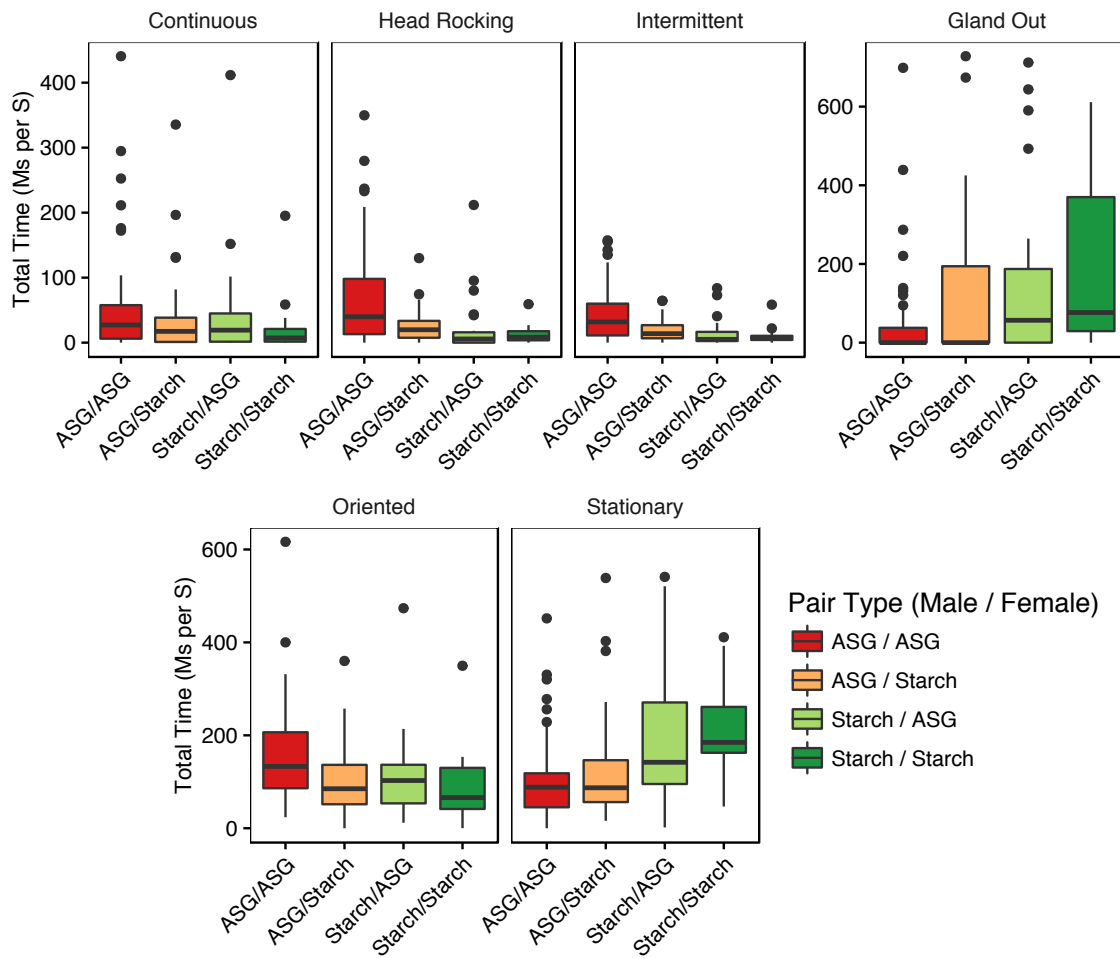 Continuous
Head Rocking
Intermittent
Gland Out
Total Time (Ms per S)
400
300
200
100
0
600
400
200
0
ASG/ASG
ASG/Starch
Starch/ASG
Starch/Starch
ASG/ASG
ASG/Starch
Starch/ASG
Starch/Starch
ASG/ASG
ASG/Starch
Starch/ASG
Starch/Starch
ASG/ASG
ASG/Starch
Starch/ASG
Starch/Starch
Oriented
Stationary
Total Time (Ms per S)
600
400
200
0
ASG/ASG
ASG/Starch
Starch/ASG
Starch/Starch
ASG/ASG
ASG/Starch
Starch/ASG
Starch/Starch
Pair Type (Male / Female)
ASG / ASG
ASG / Starch
Starch / ASG
Starch / Starch